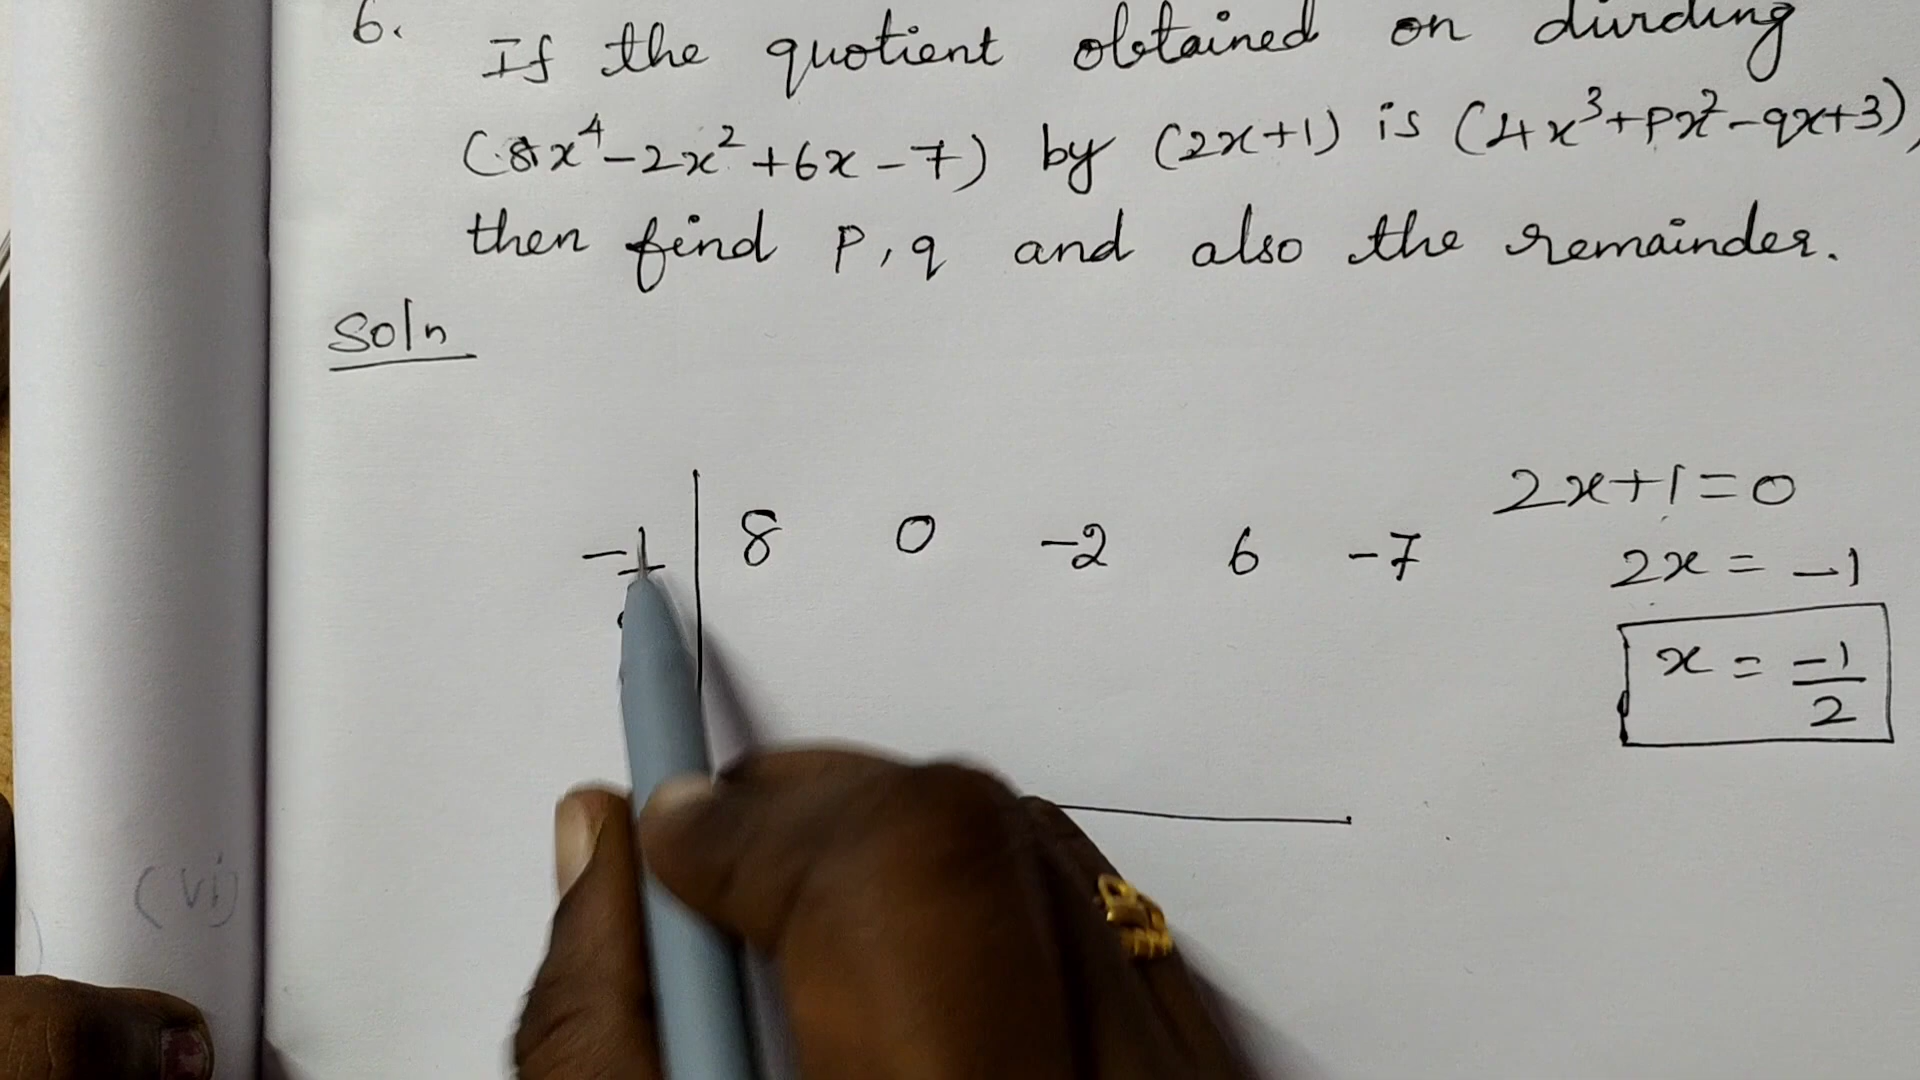 6.
If the quotient obtained on dividing
(8x⁴-2x²+6x-7) by (2x+1) is (4x³+px²-qx+3),
then find p, q and also the remainder.
Soln
2x+1=0
-1 | 8 0 -2 6 -7
2x = -1
x = -1/2
(vi)